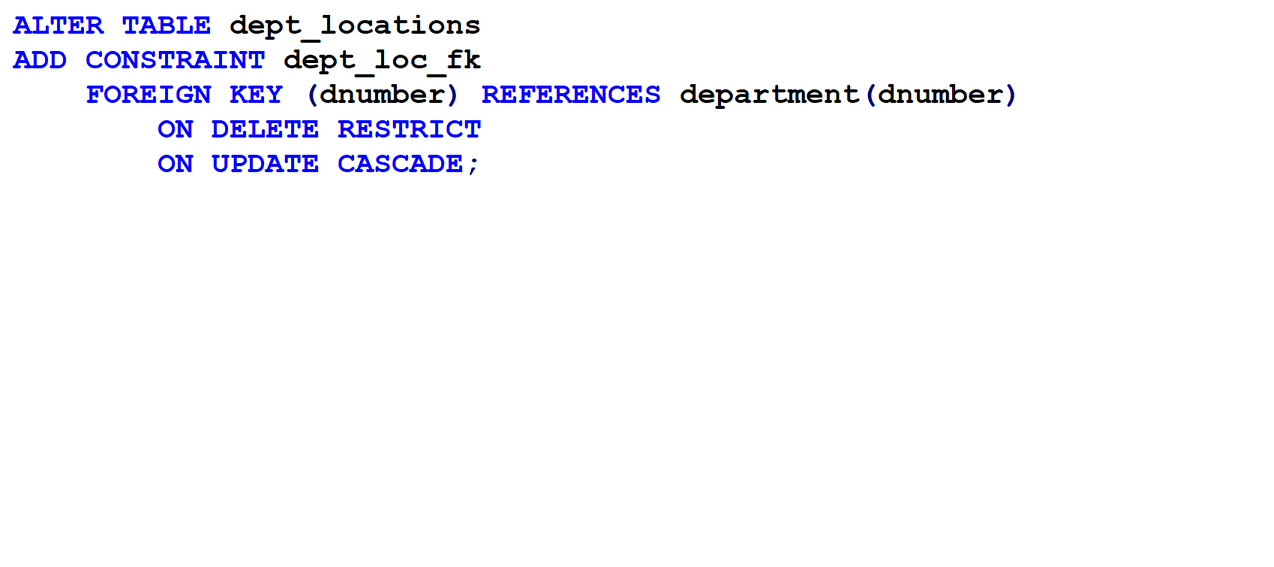 ALTER TABLE dept_locations
ADD CONSTRAINT dept_loc_fk
    FOREIGN KEY (dnumber) REFERENCES department(dnumber)
        ON DELETE RESTRICT
        ON UPDATE CASCADE;